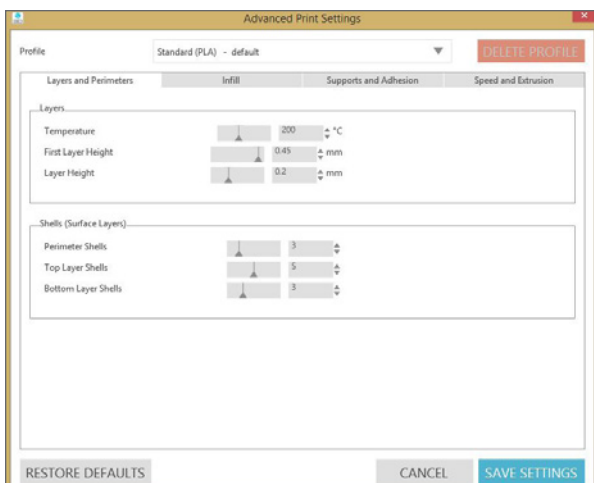 Advanced Print Settings
Profile Standard (PLA) - default DELETE PROFILE
Layers and Perimeters Infill Supports and Adhesion Speed and Extrusion
Layers
Temperature 200 °C
First Layer Height 0.45 mm
Layer Height 0.2 mm
Shells (Surface Layers)
Perimeter Shells 3
Top Layer Shells 5
Bottom Layer Shells 3
RESTORE DEFAULTS CANCEL SAVE SETTINGS